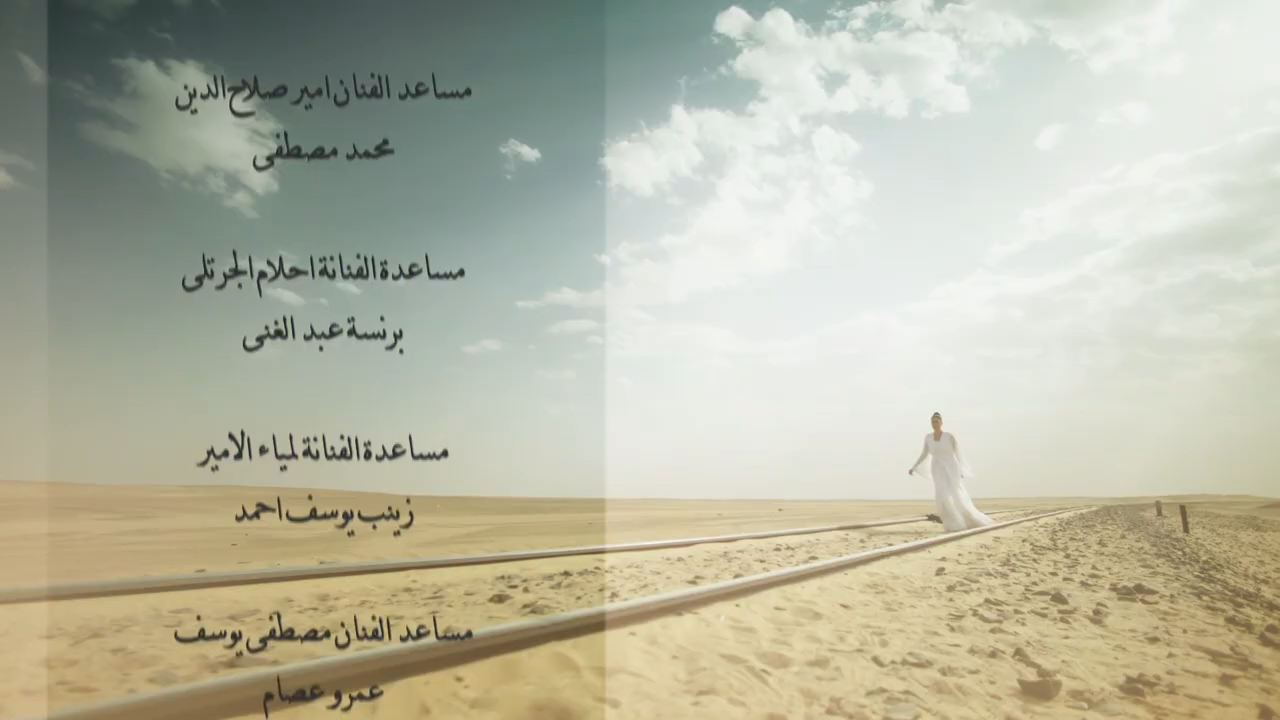 مساعد الفنان امير صلاح الدين
محمد مصطفى
مساعدة الفنانة احلام الجرتلى
برنسة عبد الغنى
مساعدة الفنانة لمياء الامير
زينب يوسف احمد
مساعد الفنان مصطفى يوسف
عمرو عصام